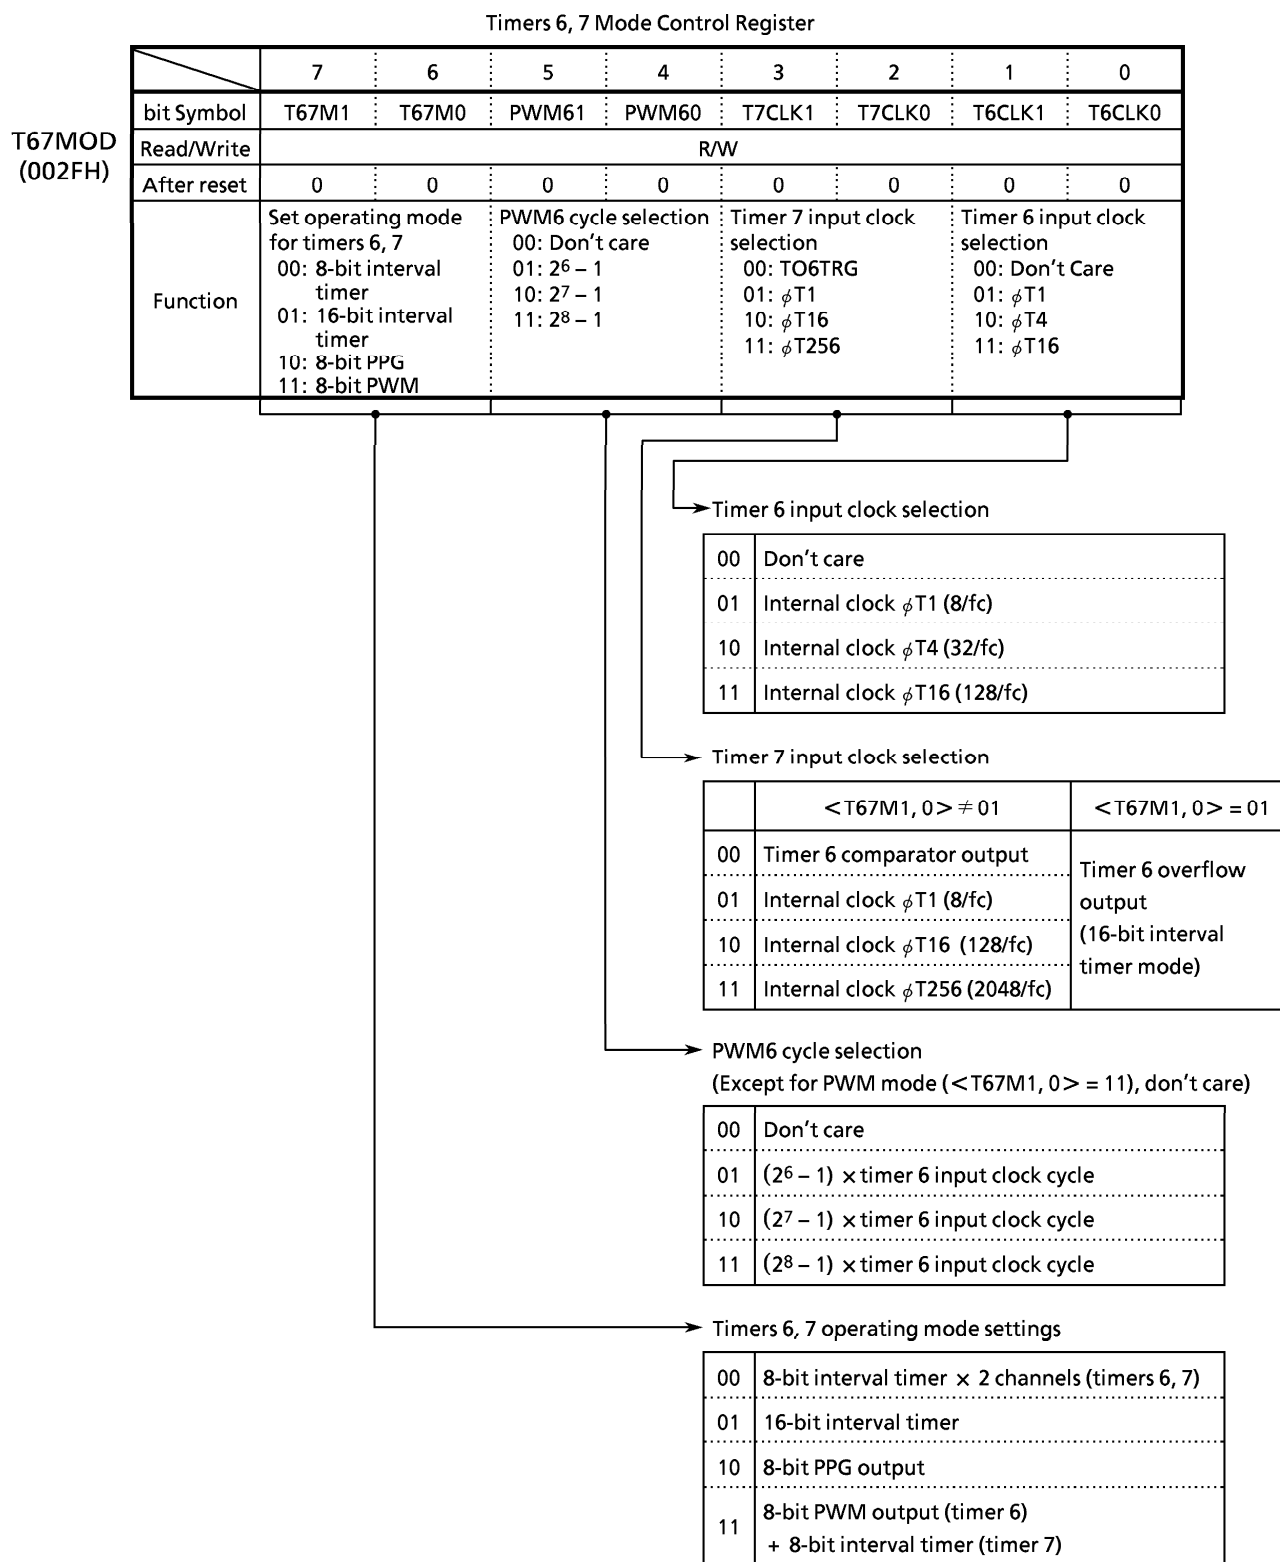 Timers 6, 7 Mode Control Register
T67MOD
(002FH)
7 6 5 4 3 2 1 0
bit Symbol T67M1 T67M0 PWM61 PWM60 T7CLK1 T7CLK0 T6CLK1 T6CLK0
Read/Write R/W
After reset 0 0 0 0 0 0 0 0
Function
Set operating mode
for timers 6, 7
00: 8-bit interval
timer
01: 16-bit interval
timer
10: 8-bit PPG
11: 8-bit PWM
PWM6 cycle selection
00: Don't care
01: 2⁶ – 1
10: 2⁷ – 1
11: 2⁸ – 1
Timer 7 input clock
selection
00: TO6TRG
01: ϕT1
10: ϕT16
11: ϕT256
Timer 6 input clock
selection
00: Don't Care
01: ϕT1
10: ϕT4
11: ϕT16
Timer 6 input clock selection
00 Don't care
01 Internal clock ϕT1 (8/fc)
10 Internal clock ϕT4 (32/fc)
11 Internal clock ϕT16 (128/fc)
Timer 7 input clock selection
<T67M1, 0> ≠ 01 <T67M1, 0> = 01
00 Timer 6 comparator output
01 Internal clock ϕT1 (8/fc)
10 Internal clock ϕT16 (128/fc)
11 Internal clock ϕT256 (2048/fc)
Timer 6 overflow
output
(16-bit interval
timer mode)
PWM6 cycle selection
(Except for PWM mode (<T67M1, 0> = 11), don't care)
00 Don't care
01 (2⁶ – 1) × timer 6 input clock cycle
10 (2⁷ – 1) × timer 6 input clock cycle
11 (2⁸ – 1) × timer 6 input clock cycle
Timers 6, 7 operating mode settings
00 8-bit interval timer × 2 channels (timers 6, 7)
01 16-bit interval timer
10 8-bit PPG output
11 8-bit PWM output (timer 6)
+ 8-bit interval timer (timer 7)